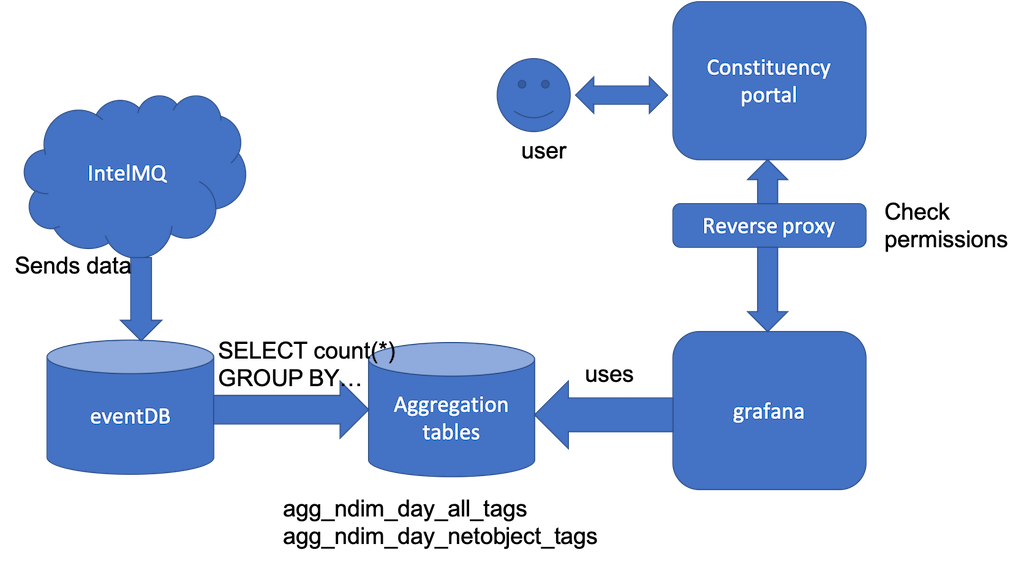 Constituency
portal
user
IntelMQ
Reverse proxy
Check
permissions
Sends data
SELECT count(*)
GROUP BY…
eventDB
Aggregation
tables
uses
grafana
agg_ndim_day_all_tags
agg_ndim_day_netobject_tags